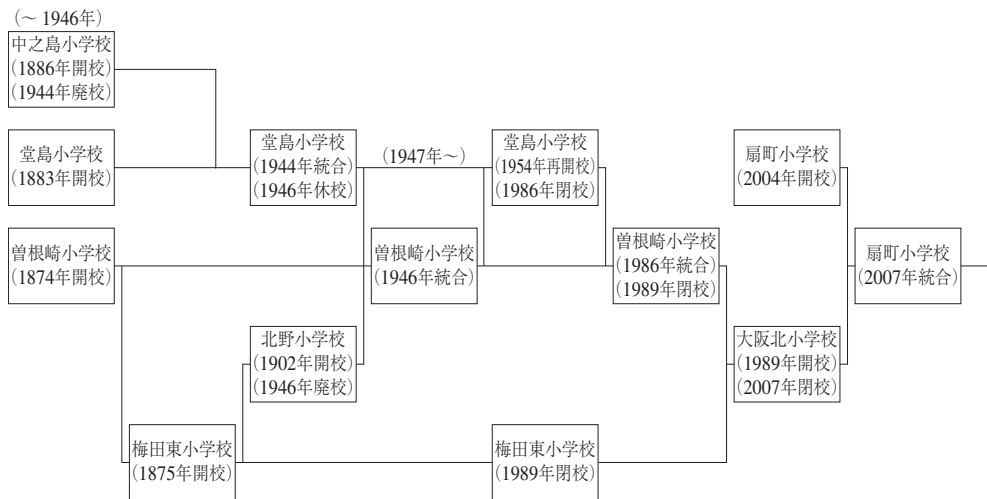 (～1946年)
中之島小学校
(1886年開校)
(1944年廃校)
堂島小学校
(1883年開校)
堂島小学校
(1944年統合)
(1946年休校)
(1947年～)
堂島小学校
(1954年再開校)
(1986年閉校)
扇町小学校
(2004年開校)
曽根崎小学校
(1874年開校)
曽根崎小学校
(1946年統合)
曽根崎小学校
(1986年統合)
(1989年閉校)
扇町小学校
(2007年統合)
北野小学校
(1902年開校)
(1946年廃校)
大阪北小学校
(1989年開校)
(2007年閉校)
梅田東小学校
(1875年開校)
梅田東小学校
(1989年閉校)